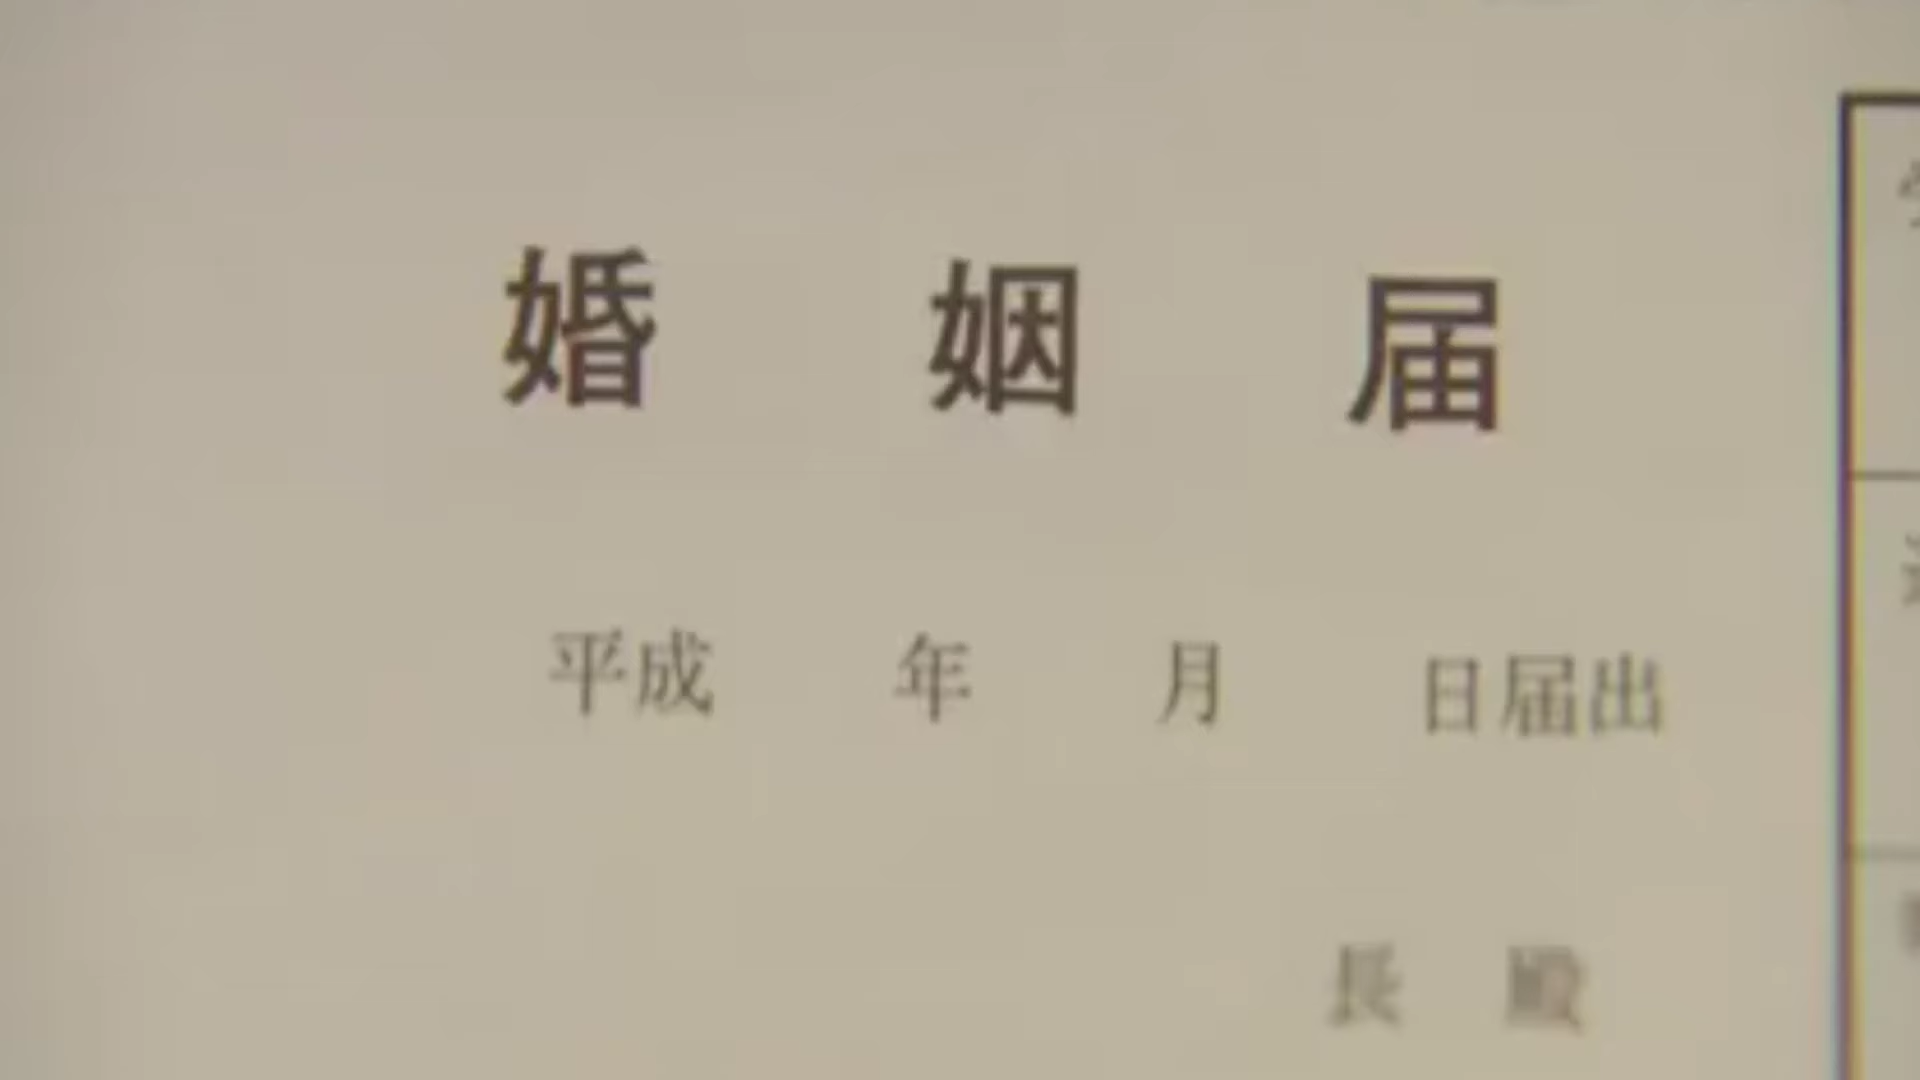 婚 姻 届
平成 年 月 日届出
長 殿